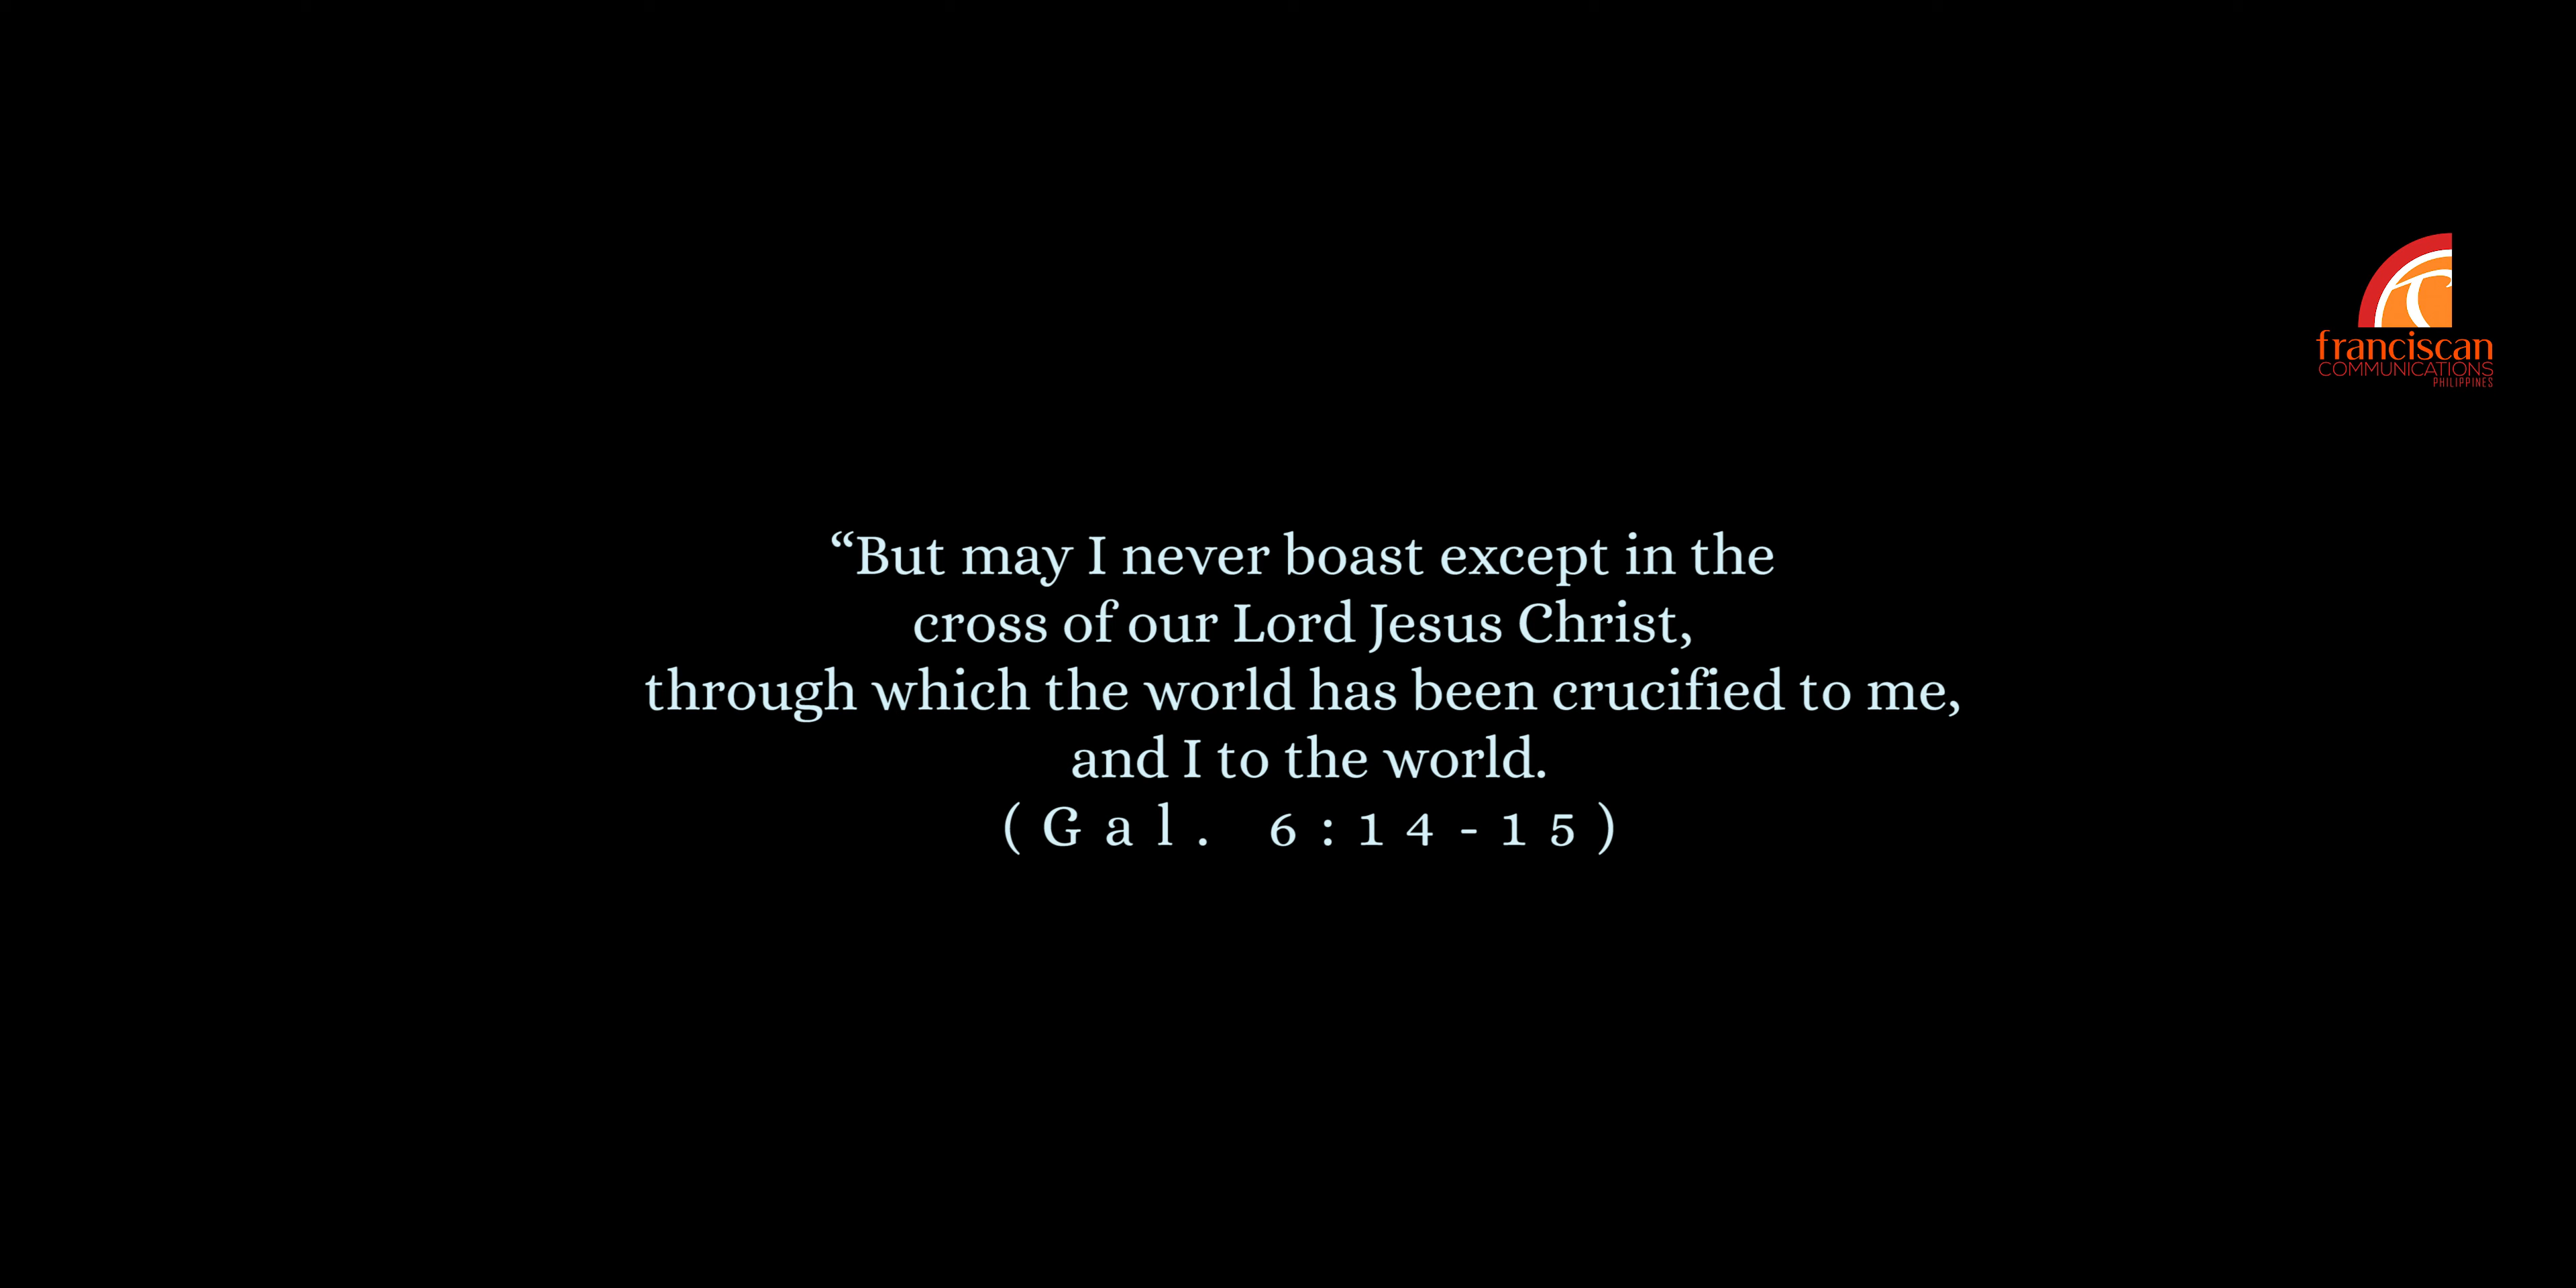 franciscan
COMMUNICATIONS
PHILIPPINES
“But may I never boast except in the
cross of our Lord Jesus Christ,
through which the world has been crucified to me,
and I to the world.
(Gal. 6:14-15)